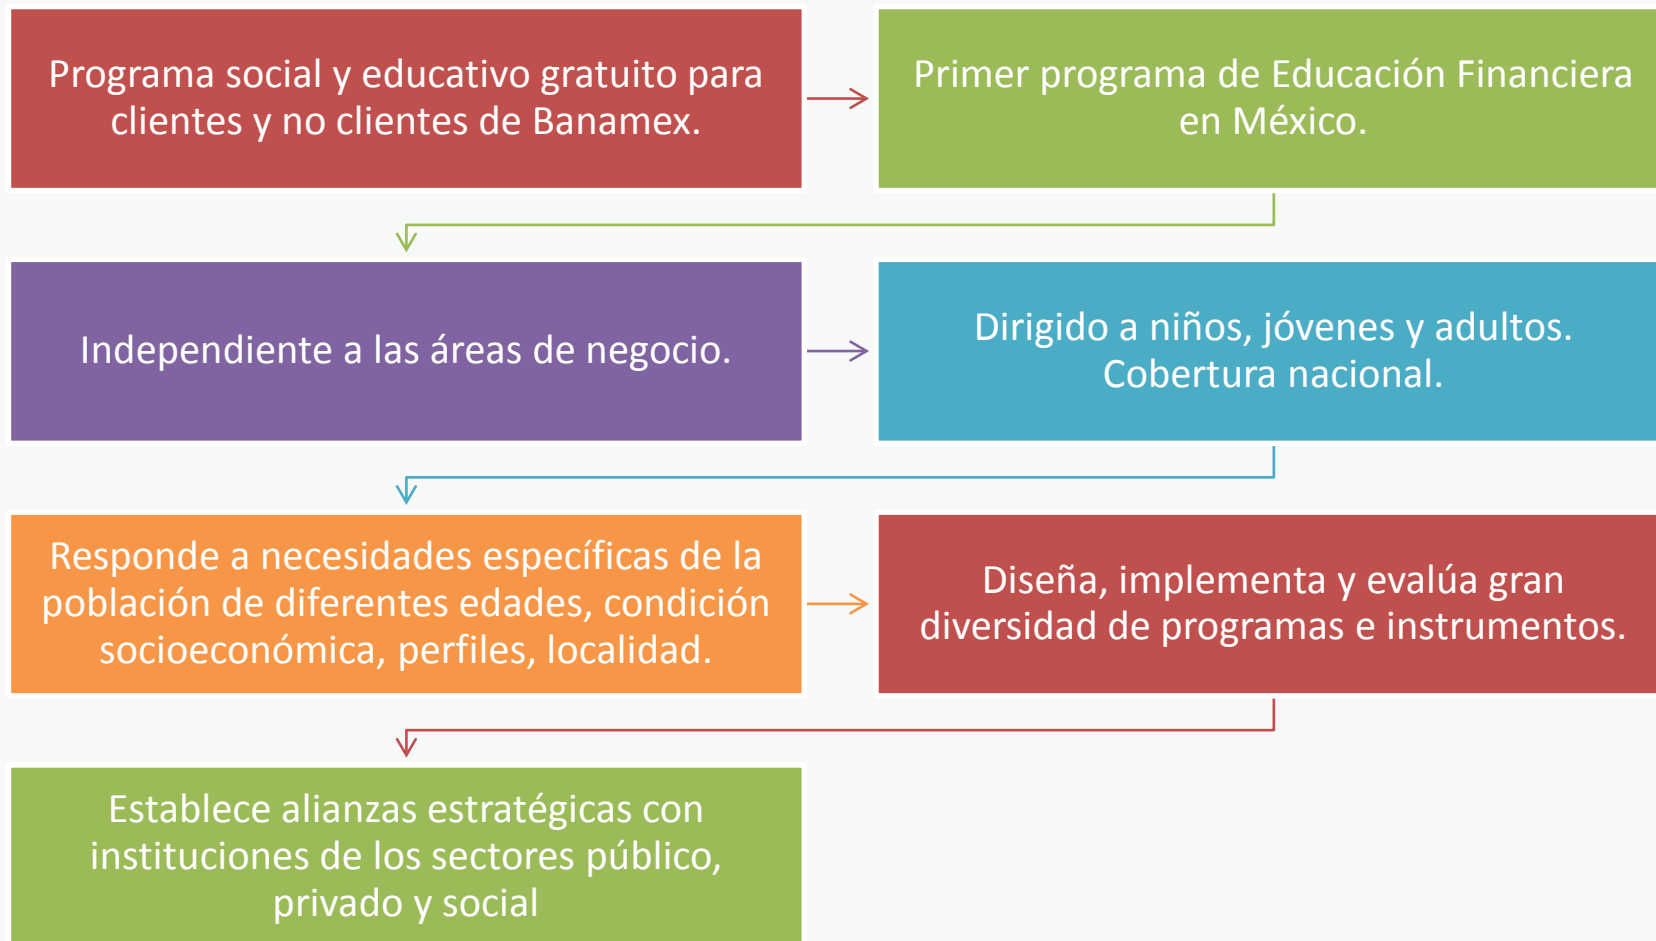 Programa social y educativo gratuito para
clientes y no clientes de Banamex.
Primer programa de Educación Financiera
en México.
Independiente a las áreas de negocio.
Dirigido a niños, jóvenes y adultos.
Cobertura nacional.
Responde a necesidades específicas de la
población de diferentes edades, condición
socioeconómica, perfiles, localidad.
Diseña, implementa y evalúa gran
diversidad de programas e instrumentos.
Establece alianzas estratégicas con
instituciones de los sectores público,
privado y social